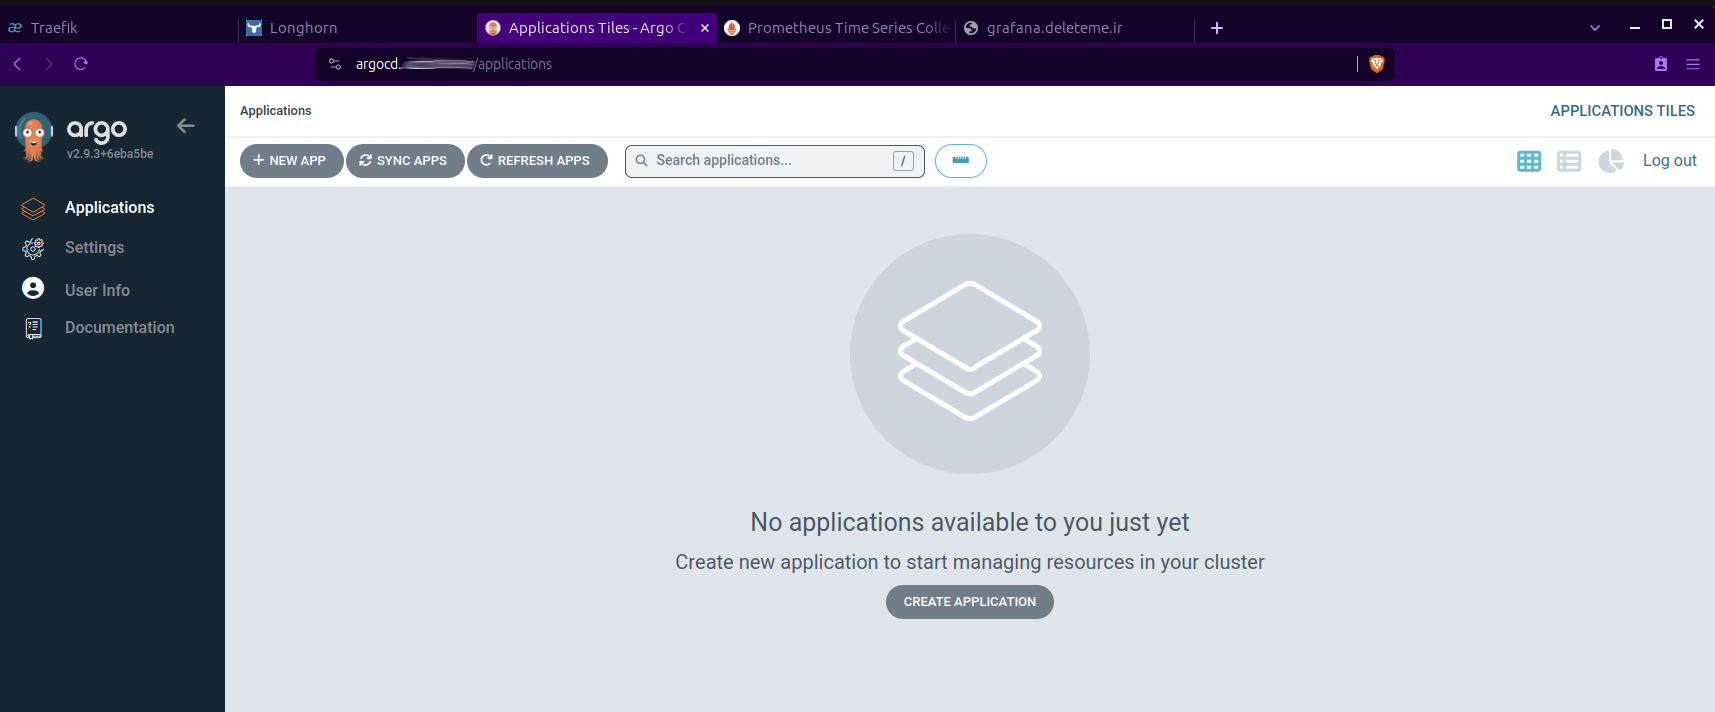 Traefik
Longhorn
Applications Tiles - Argo C
Prometheus Time Series Colle
grafana.deleteme.ir
argocd. /applications
argo
v2.9.3+6eba5be
Applications
Settings
User Info
Documentation
Applications
APPLICATIONS TILES
+ NEW APP
SYNC APPS
REFRESH APPS
Search applications... /
Log out
No applications available to you just yet
Create new application to start managing resources in your cluster
CREATE APPLICATION